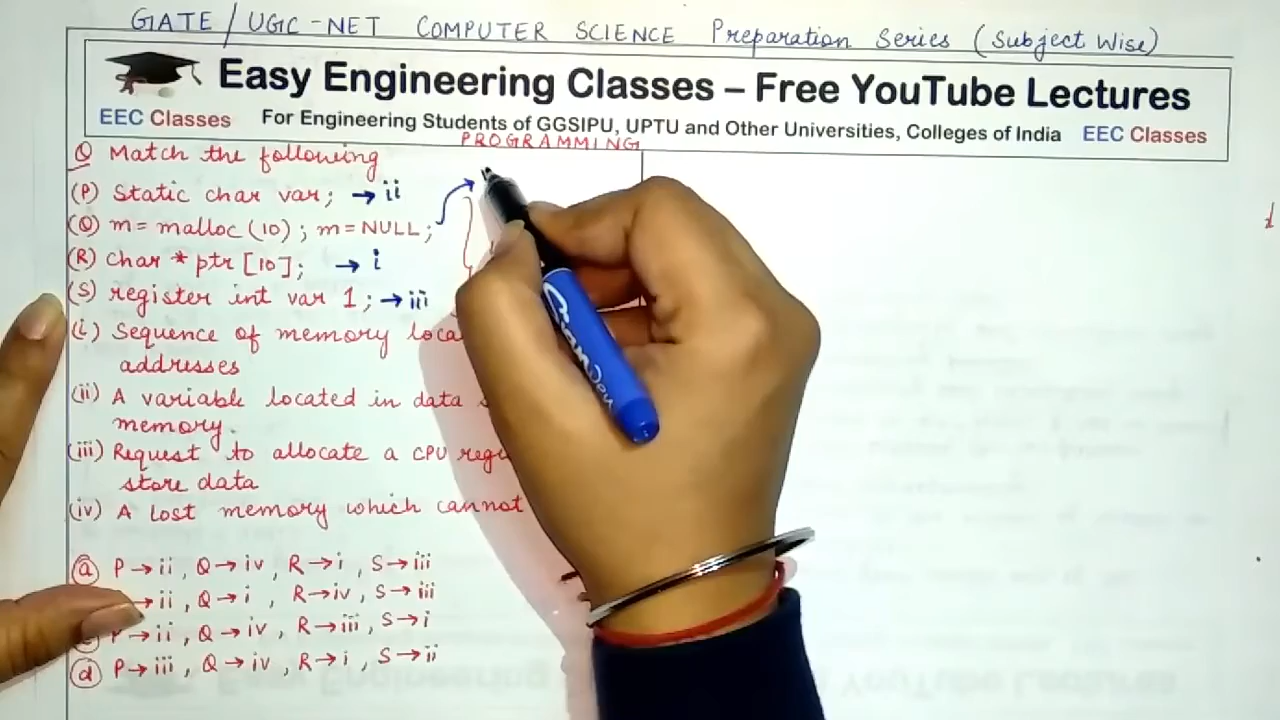 GATE / UGC-NET COMPUTER SCIENCE Preparation Series (Subject Wise)
Easy Engineering Classes – Free YouTube Lectures
EEC Classes For Engineering Students of GGSIPU, UPTU and Other Universities, Colleges of India EEC Classes
PROGRAMMING
Q Match the following
(P) Static char var; → ii
(Q) m = malloc (10); m = NULL;
(R) Char * ptr [10]; → i
(S) register int var 1; → iii
(i) Sequence of memory
addresses
(ii) A variable located in data
memory
(iii) Request to allocate a CPU
store data
(iv) A Lost memory which cannot
(a) P → ii, Q → iv, R → i, S → iii
→ ii, Q → i, R → iv, S → iii
P → ii, Q → iv, R → iii, S → i
(d) P → iii, Q → iv, R → i, S → ii